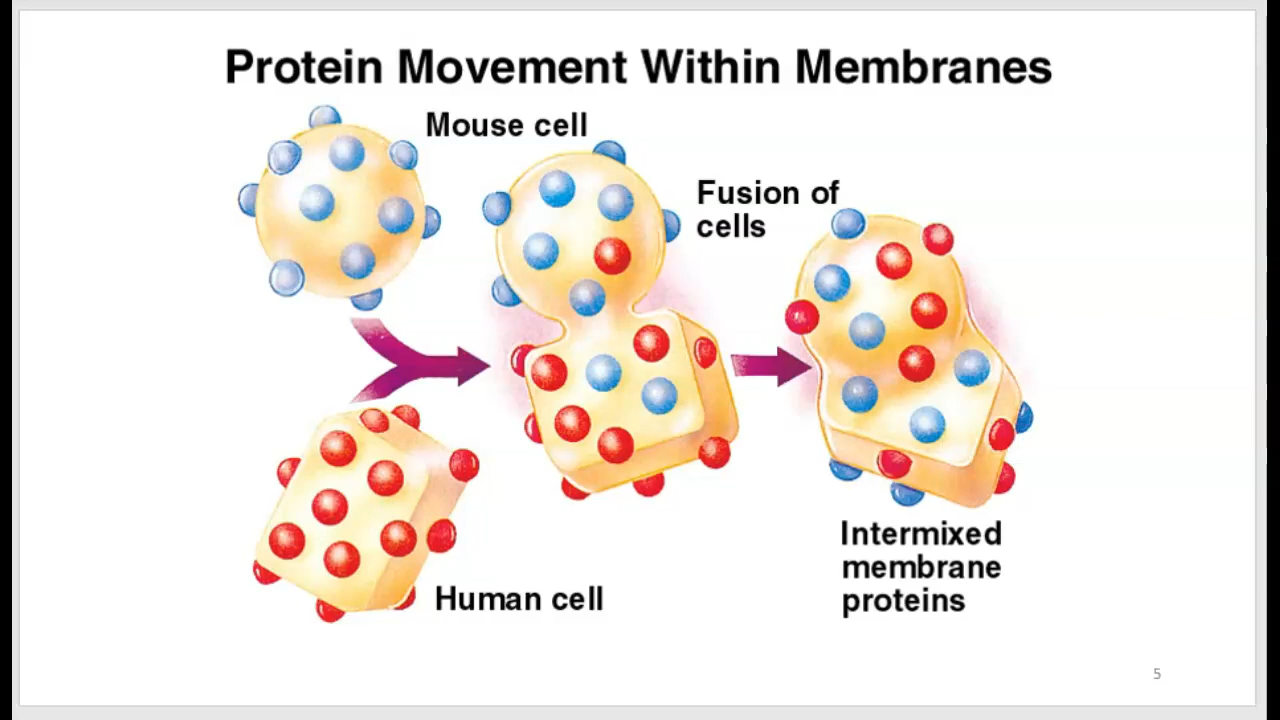 Protein Movement Within Membranes
Mouse cell
Fusion of
cells
Human cell
Intermixed
membrane
proteins
5